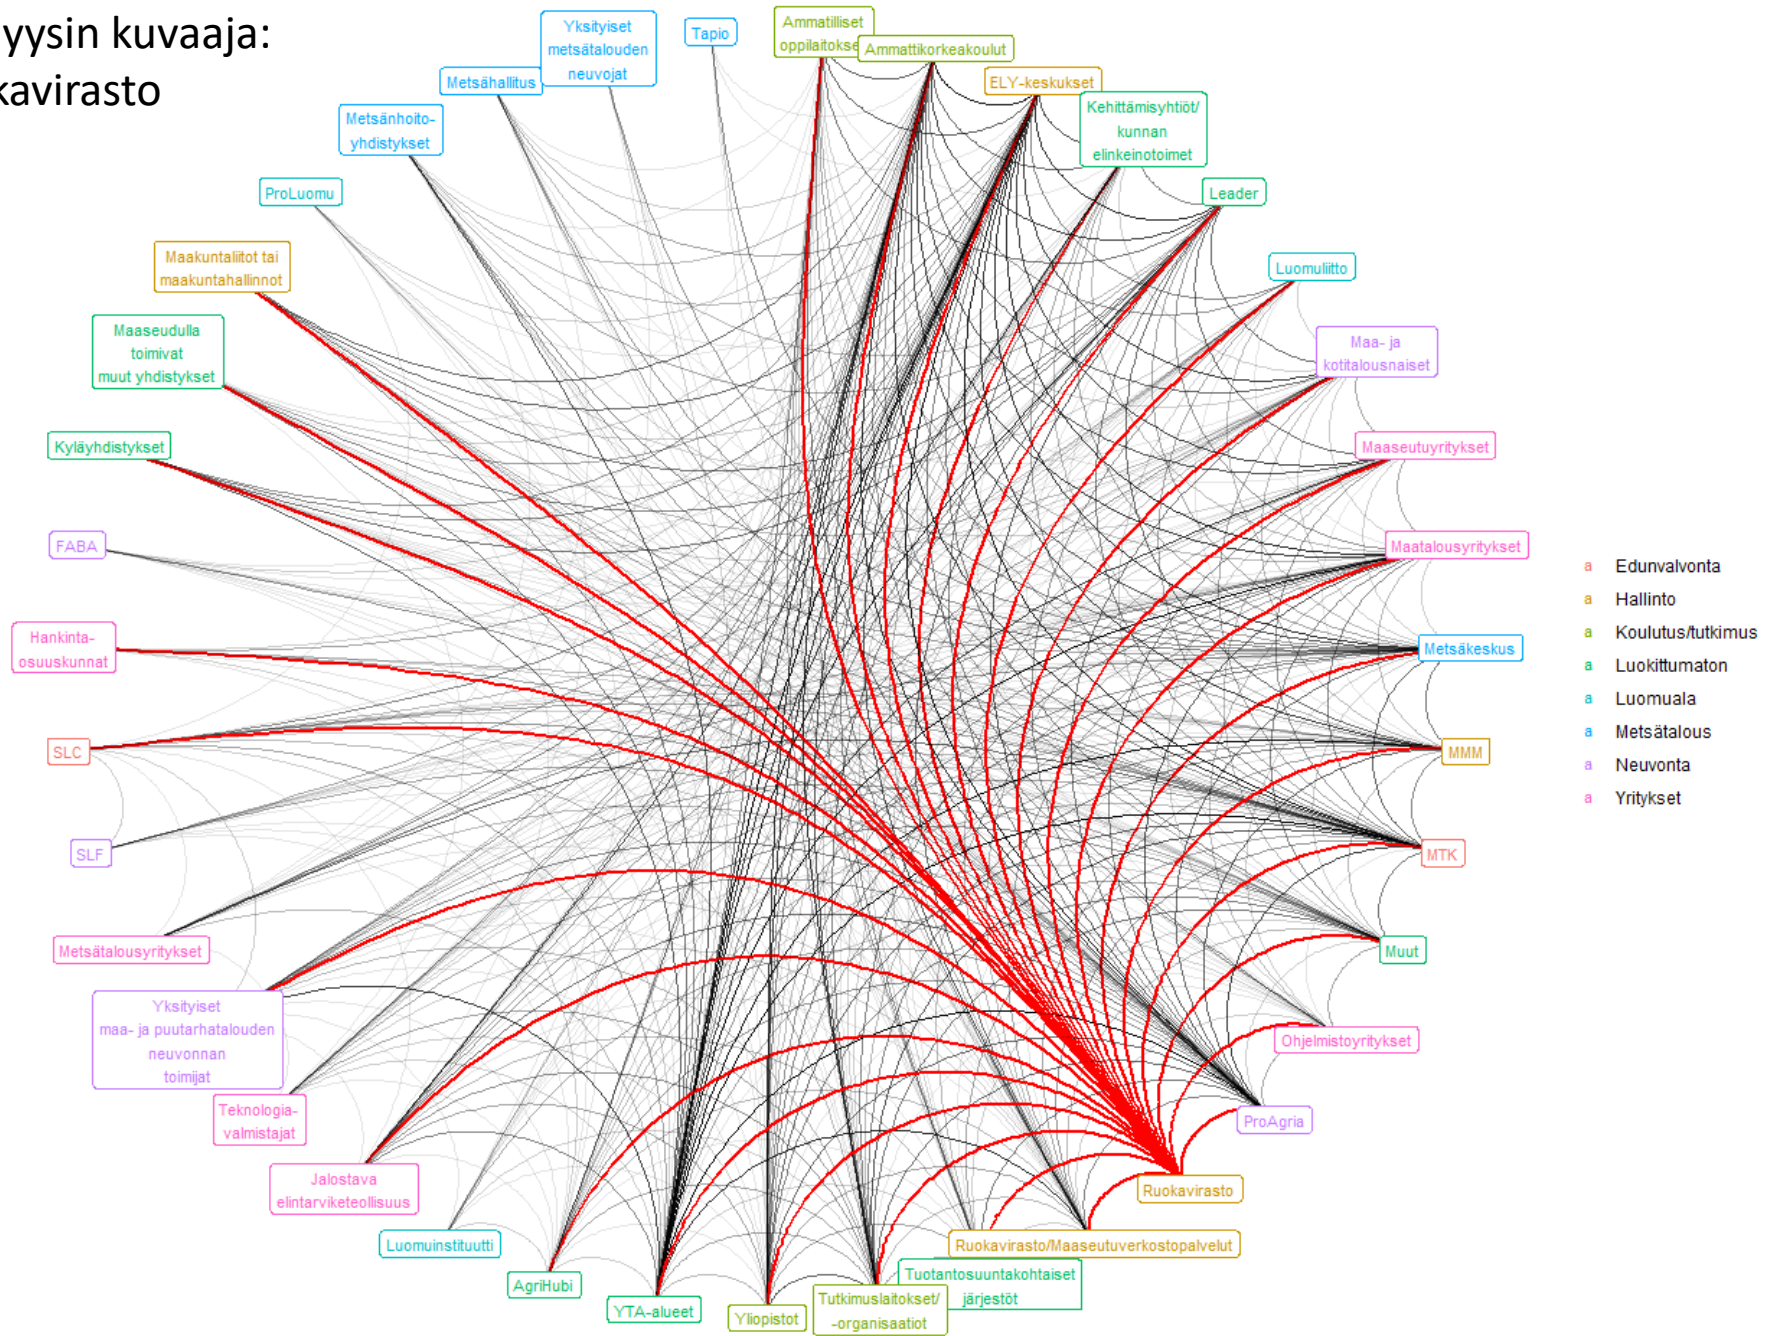 yysin kuvaaja:
kavirasto
Yksityiset
metsätalouden
neuvojat
Tapio
Ammatilliset
oppilaitokse
Ammattikorkeakoulut
Metsähallitus
ELY-keskukset
Metsänhoito-
yhdistykset
Kehittämisyhtiöt/
kunnan
elinkeinotoimet
ProLuomu
Leader
Maakuntaliitot tai
maakuntahallinnot
Luomuliitto
Maaseudulla
toimivat
muut yhdistykset
Maa- ja
kotitalousnaiset
Kyläyhdistykset
Maaseutuyritykset
FABA
Maatalousyritykset
Hankinta-
osuuskunnat
Metsäkeskus
SLC
MMM
SLF
MTK
Metsätalousyritykset
Muut
Yksityiset
maa- ja puutarhatalouden
neuvonnan
toimijat
Ohjelmistoyritykset
Teknologia-
valmistajat
ProAgria
Jalostava
elintarviketeollisuus
Ruokavirasto
Luomuinstituutti
Ruokavirasto/Maaseutuverkostopalvelut
AgriHubi
Tuotantosuuntakohtaiset
järjestöt
YTA-alueet
Yliopistot
Tutkimuslaitokset/
-organisaatiot
a Edunvalvonta
a Hallinto
a Koulutus/tutkimus
a Luokittumaton
a Luomuala
a Metsätalous
a Neuvonta
a Yritykset